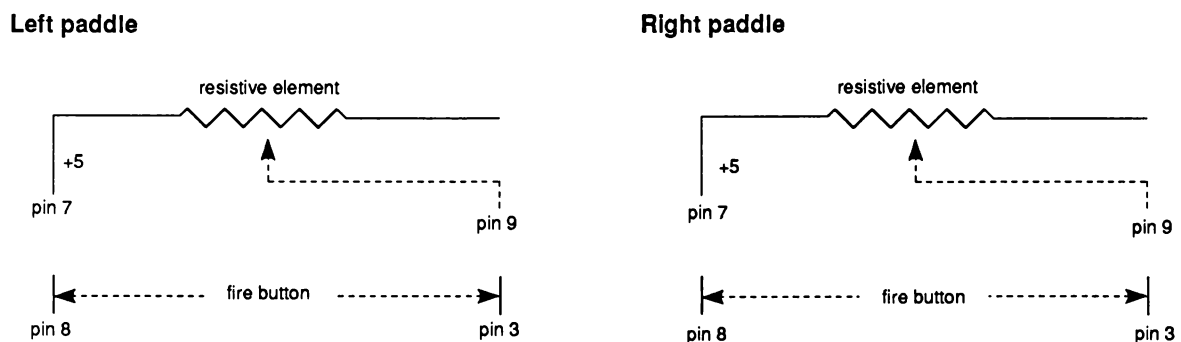 Left paddle
resistive element
+5
pin 7
pin 9
fire button
pin 8
pin 3
Right paddle
resistive element
+5
pin 7
pin 9
fire button
pin 8
pin 3